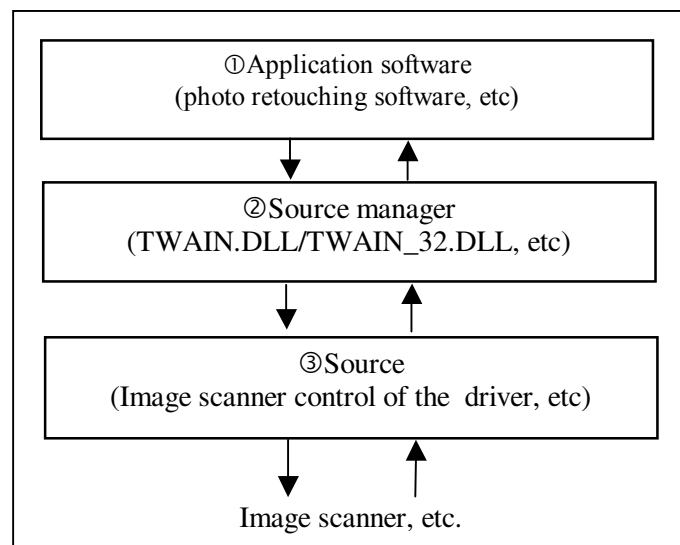 ①Application software
(photo retouching software, etc)
②Source manager
(TWAIN.DLL/TWAIN_32.DLL, etc)
③Source
(Image scanner control of the driver, etc)
Image scanner, etc.